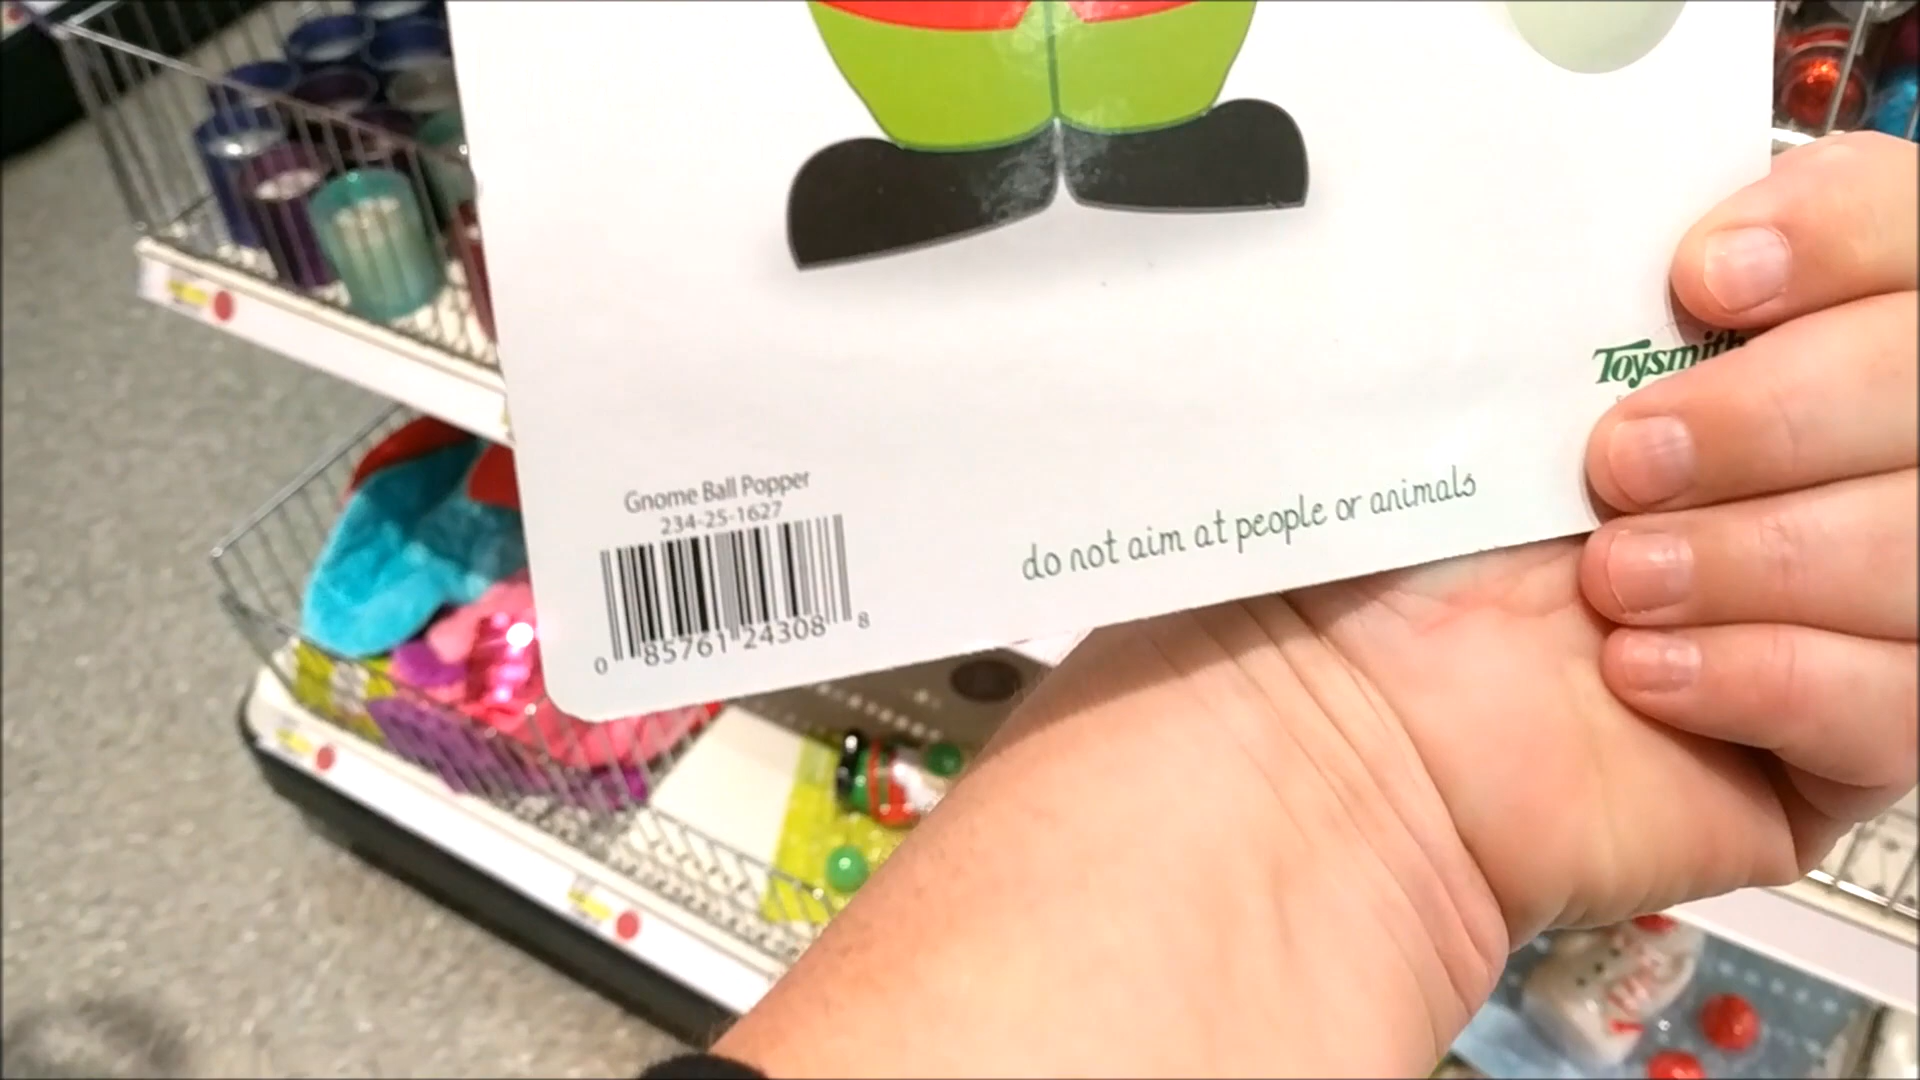 Toysmith
Gnome Ball Popper
234-25-1627
0 85761 24308 8
do not aim at people or animals